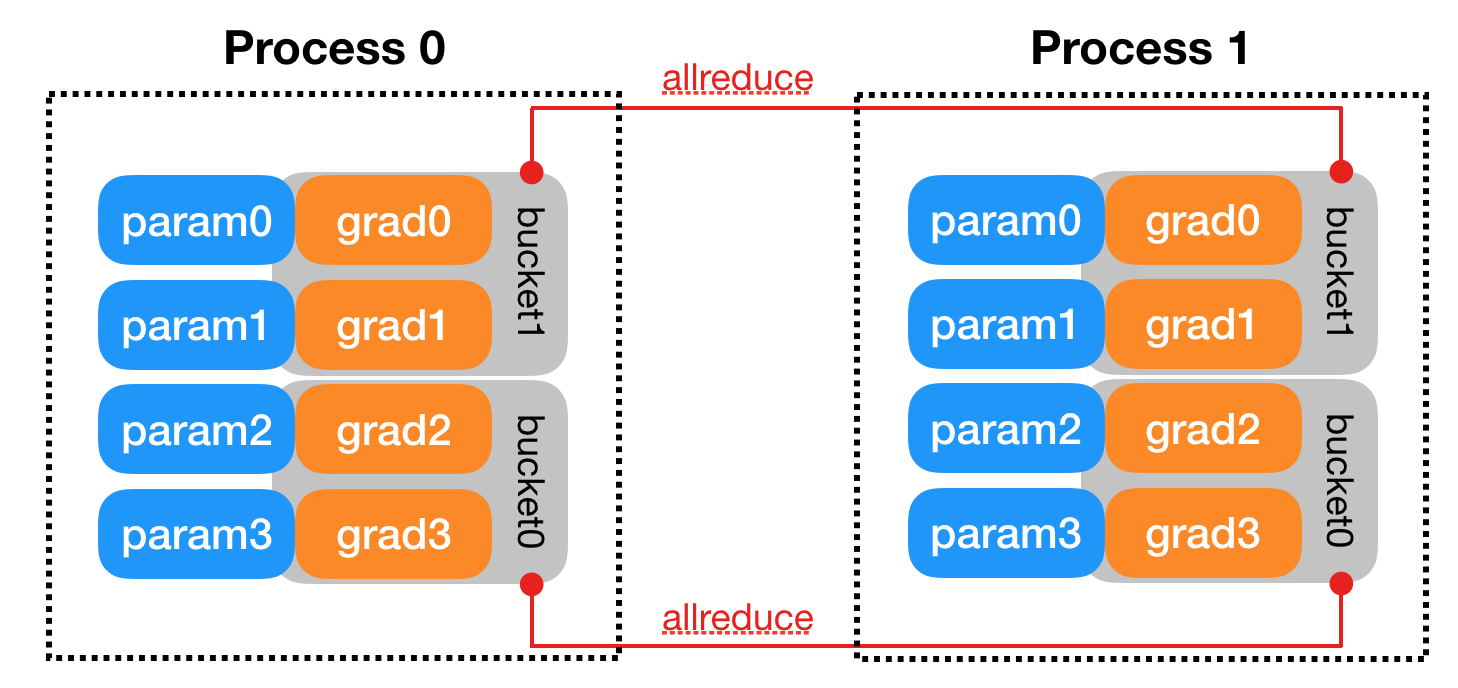 Process 0
Process 1
allreduce
param0
grad0
bucket1
param1
grad1
param2
grad2
bucket0
param3
grad3
param0
grad0
bucket1
param1
grad1
param2
grad2
bucket0
param3
grad3
allreduce